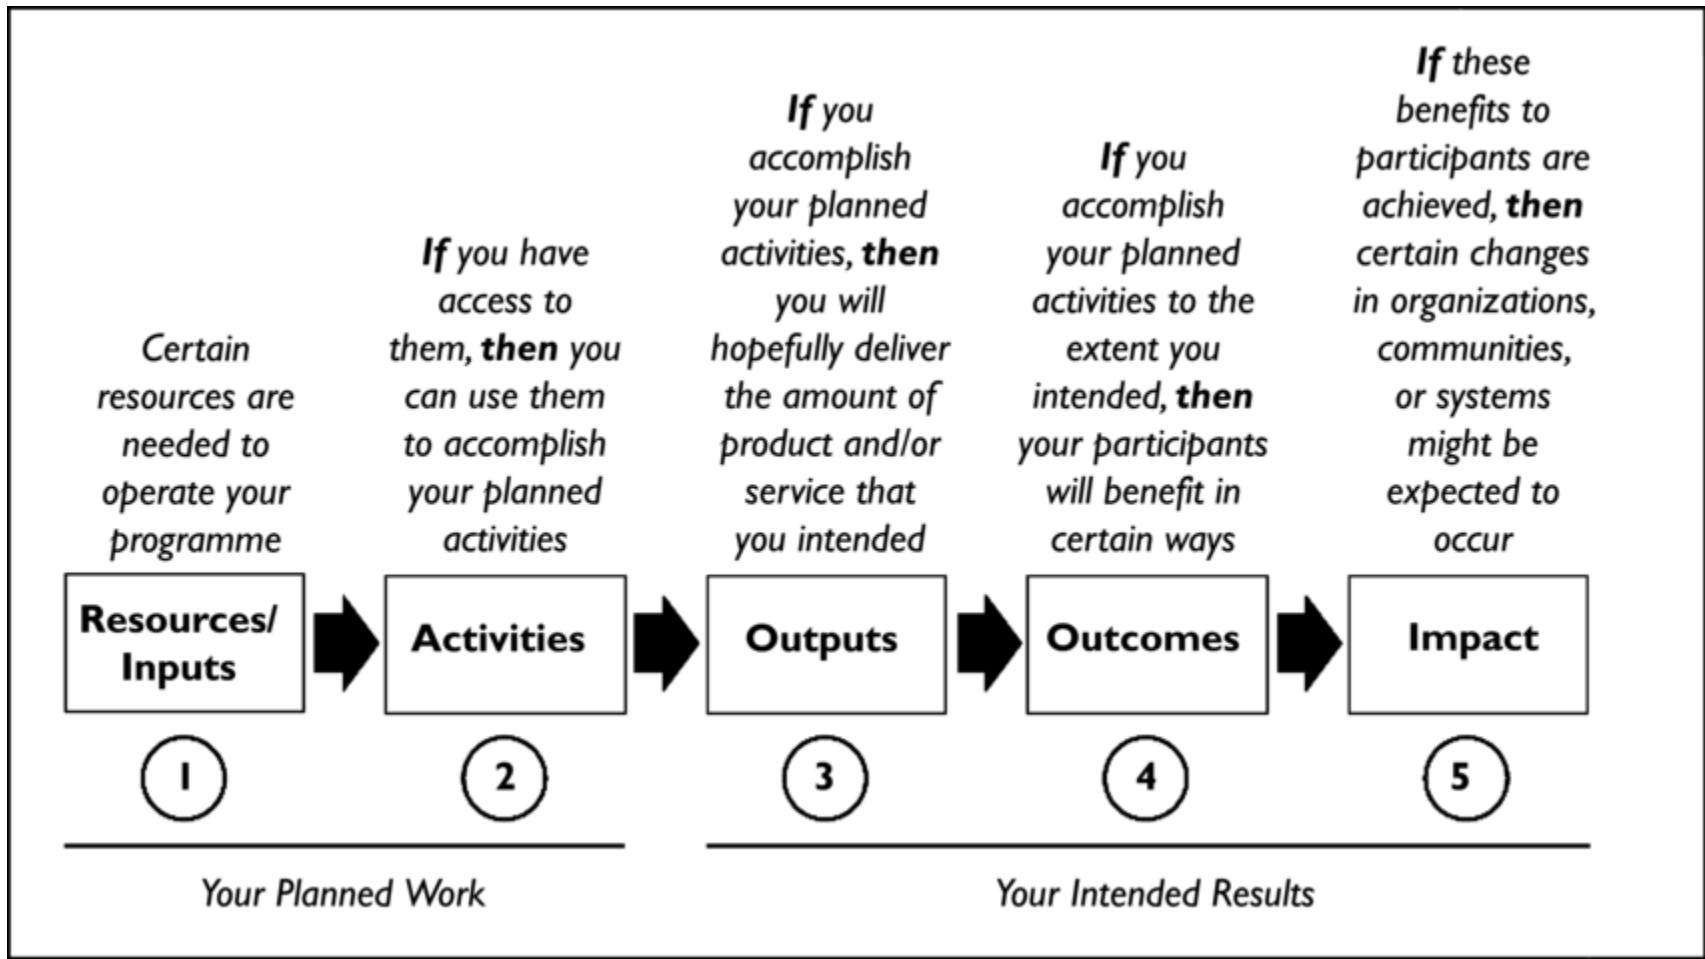 Certain
resources are
needed to
operate your
programme
Resources/
Inputs
1
If you have
access to
them, then you
can use them
to accomplish
your planned
activities
Activities
2
If you
accomplish
your planned
activities, then
you will
hopefully deliver
the amount of
product and/or
service that
you intended
Outputs
3
If you
accomplish
your planned
activities to the
extent you
intended, then
your participants
will benefit in
certain ways
Outcomes
4
If these
benefits to
participants are
achieved, then
certain changes
in organizations,
communities,
or systems
might be
expected to
occur
Impact
5
Your Planned Work
Your Intended Results